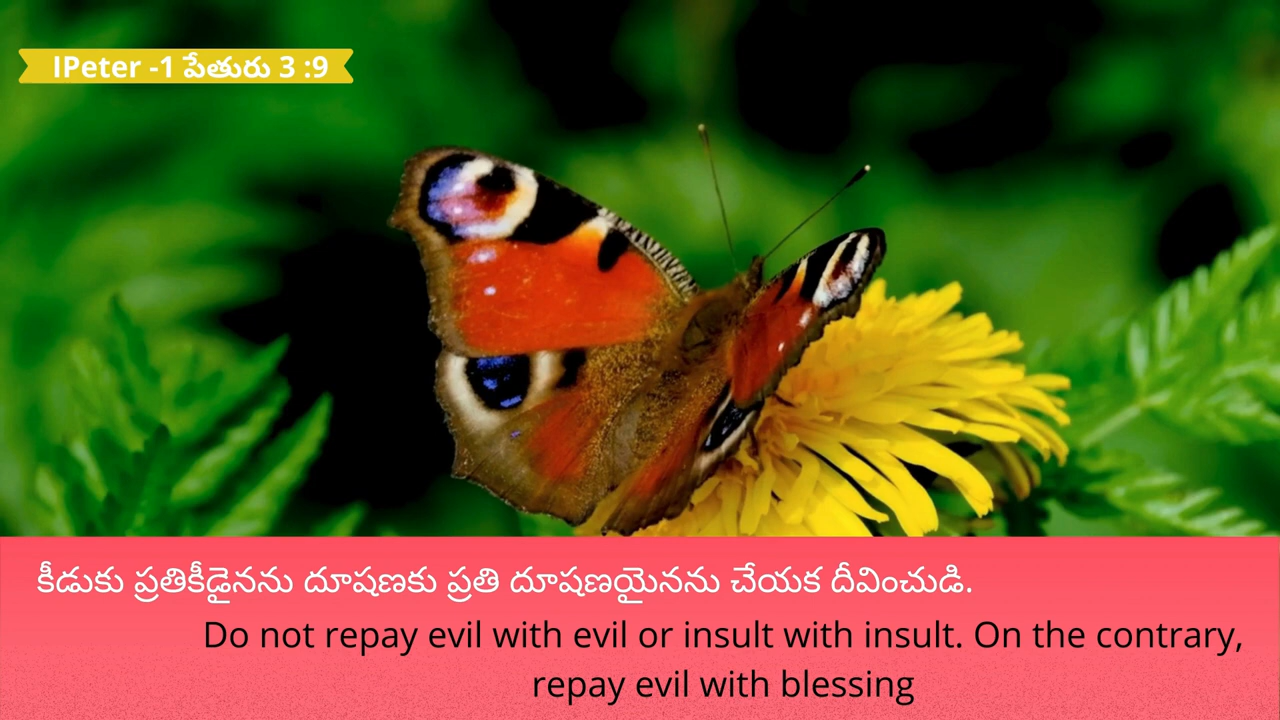 IPeter -1 పేతురు 3 :9
కీడుకు ప్రతికీడైనను దూషణకు ప్రతి దూషణయైనను చేయక దీవించుడి.
Do not repay evil with evil or insult with insult. On the contrary,
repay evil with blessing